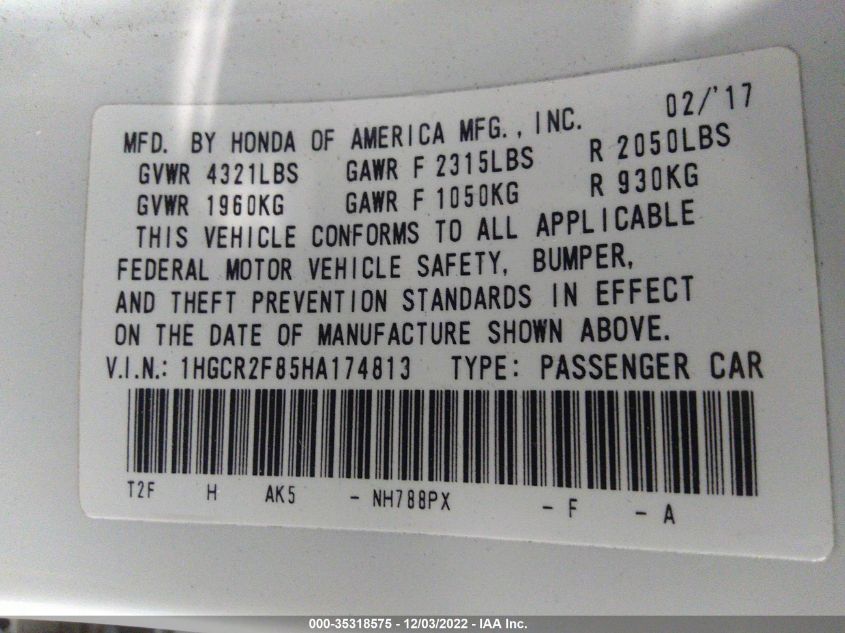 02/'17
MFD. BY HONDA OF AMERICA MFG., INC.
GVWR 4321LBS GAWR F 2315LBS R 2050LBS
GVWR 1960KG GAWR F 1050KG R 930KG
THIS VEHICLE CONFORMS TO ALL APPLICABLE
FEDERAL MOTOR VEHICLE SAFETY, BUMPER,
AND THEFT PREVENTION STANDARDS IN EFFECT
ON THE DATE OF MANUFACTURE SHOWN ABOVE.
V.I.N.: 1HGCR2F85HA174813 TYPE: PASSENGER CAR
T2F H AK5 - NH788PX - F - A
000-35318575 - 12/03/2022 - IAA Inc.